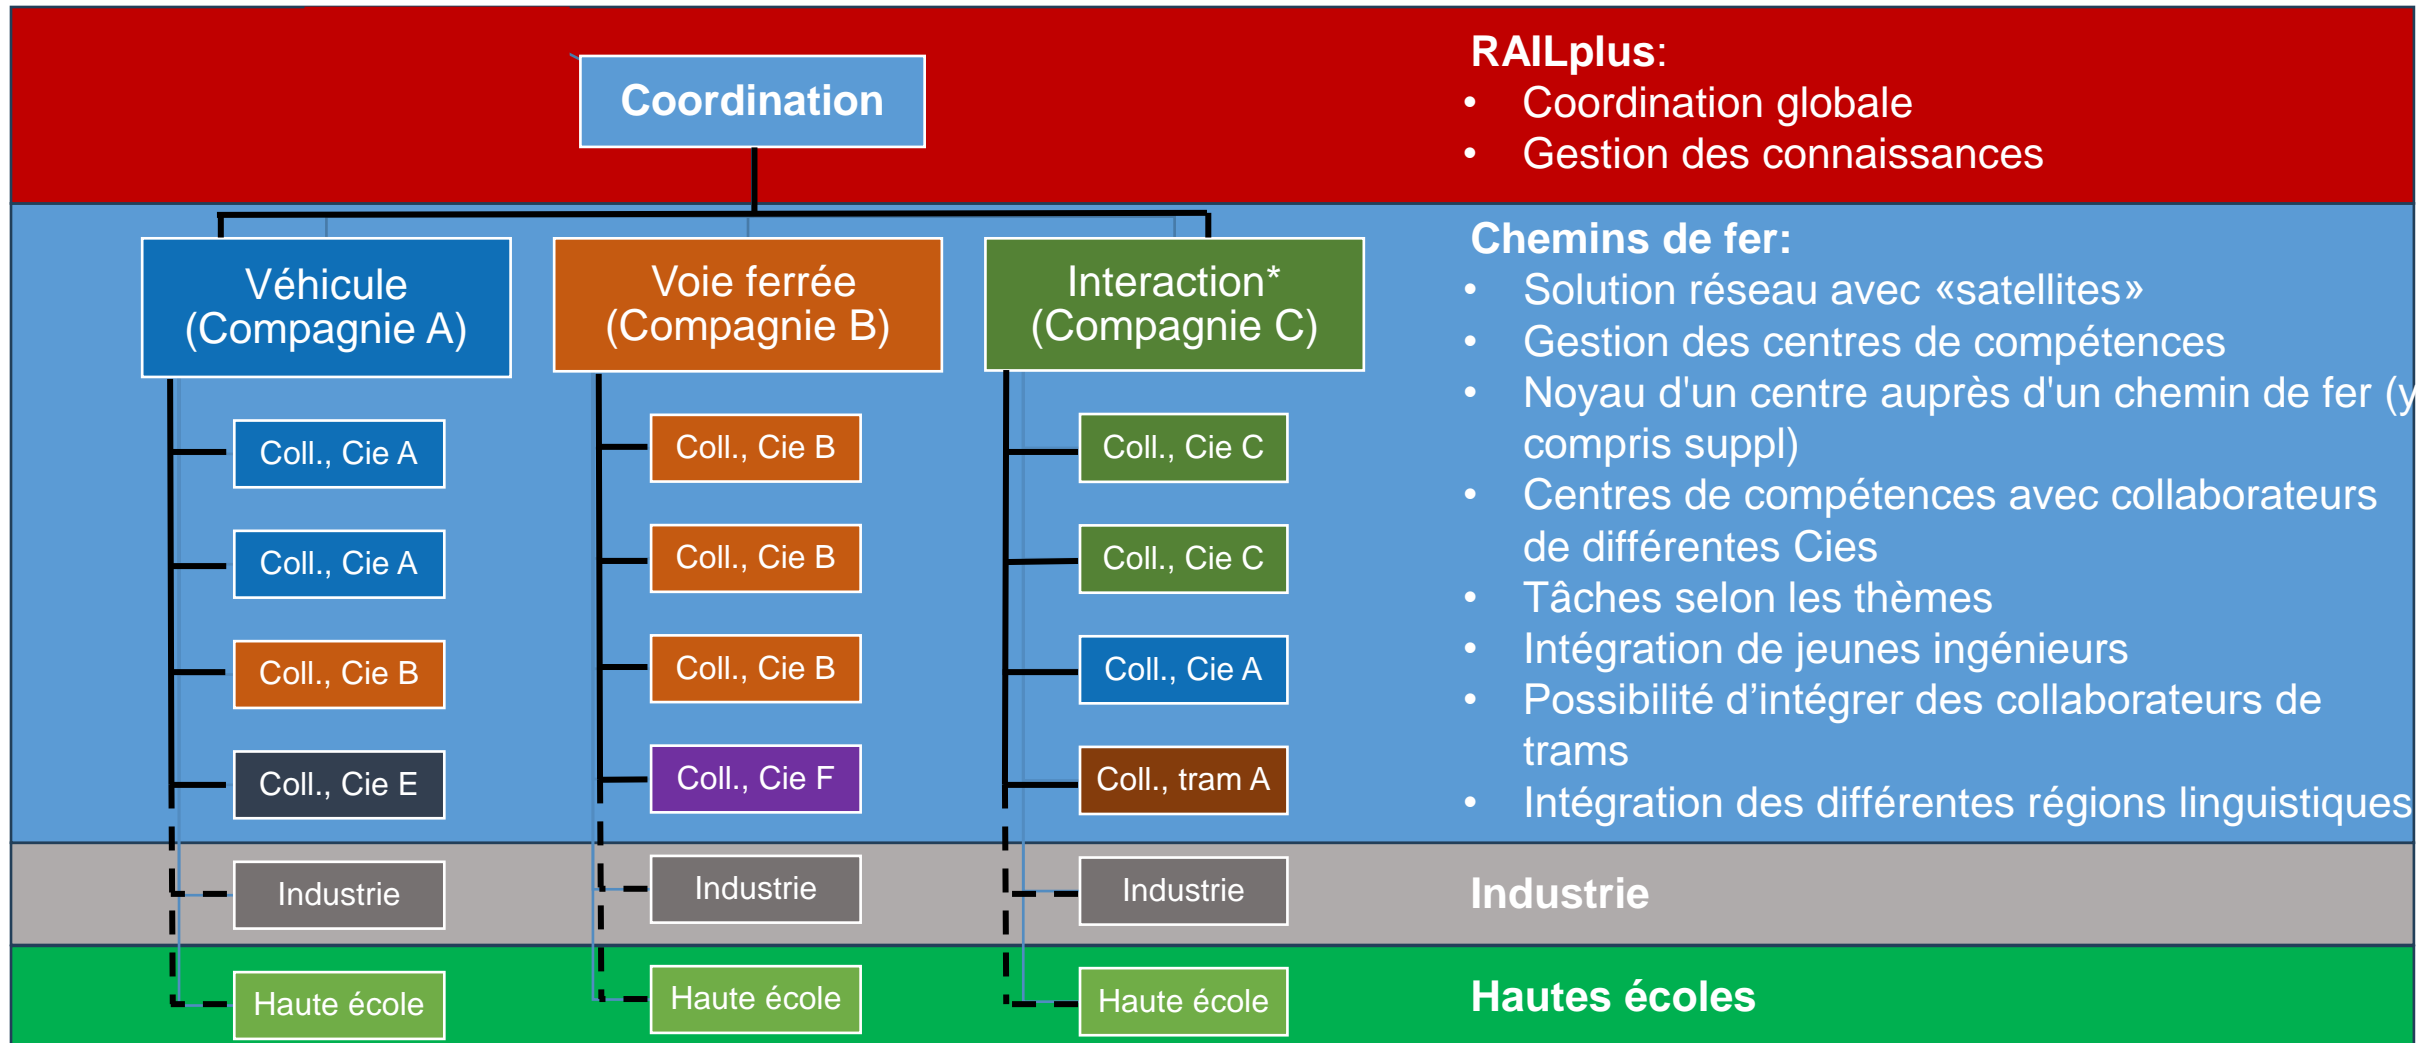 Coordination
RAILplus:
• Coordination globale
• Gestion des connaissances
Véhicule
(Compagnie A)
Coll., Cie A
Coll., Cie A
Coll., Cie B
Coll., Cie E
Industrie
Haute école
Voie ferrée
(Compagnie B)
Coll., Cie B
Coll., Cie B
Coll., Cie B
Coll., Cie F
Industrie
Haute école
Interaction*
(Compagnie C)
Coll., Cie C
Coll., Cie C
Coll., Cie A
Coll., tram A
Industrie
Haute école
Chemins de fer:
• Solution réseau avec «satellites»
• Gestion des centres de compétences
• Noyau d'un centre auprès d'un chemin de fer (y
compris suppl)
• Centres de compétences avec collaborateurs
de différentes Cies
• Tâches selon les thèmes
• Intégration de jeunes ingénieurs
• Possibilité d’intégrer des collaborateurs de
trams
• Intégration des différentes régions linguistiques
Industrie
Hautes écoles